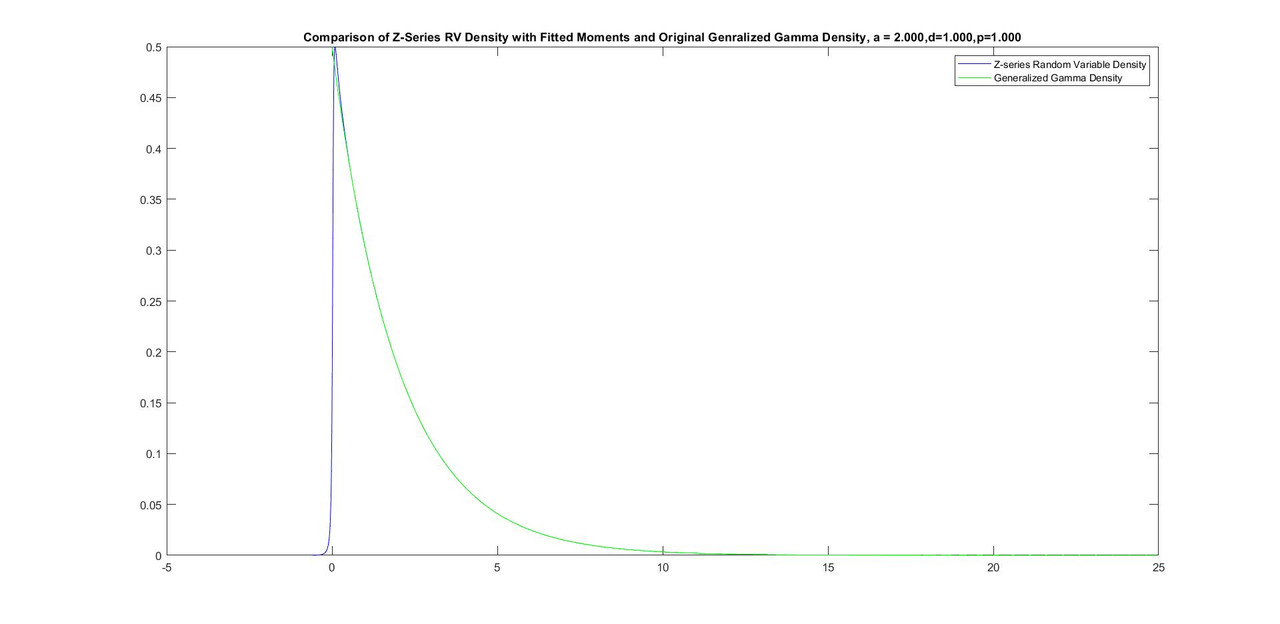 Comparison of Z-Series RV Density with Fitted Moments and Original Genralized Gamma Density, a = 2.000,d=1.000,p=1.000
Z-series Random Variable Density
Generalized Gamma Density
0.5
0.45
0.4
0.35
0.3
0.25
0.2
0.15
0.1
0.05
0
-5 0 5 10 15 20 25